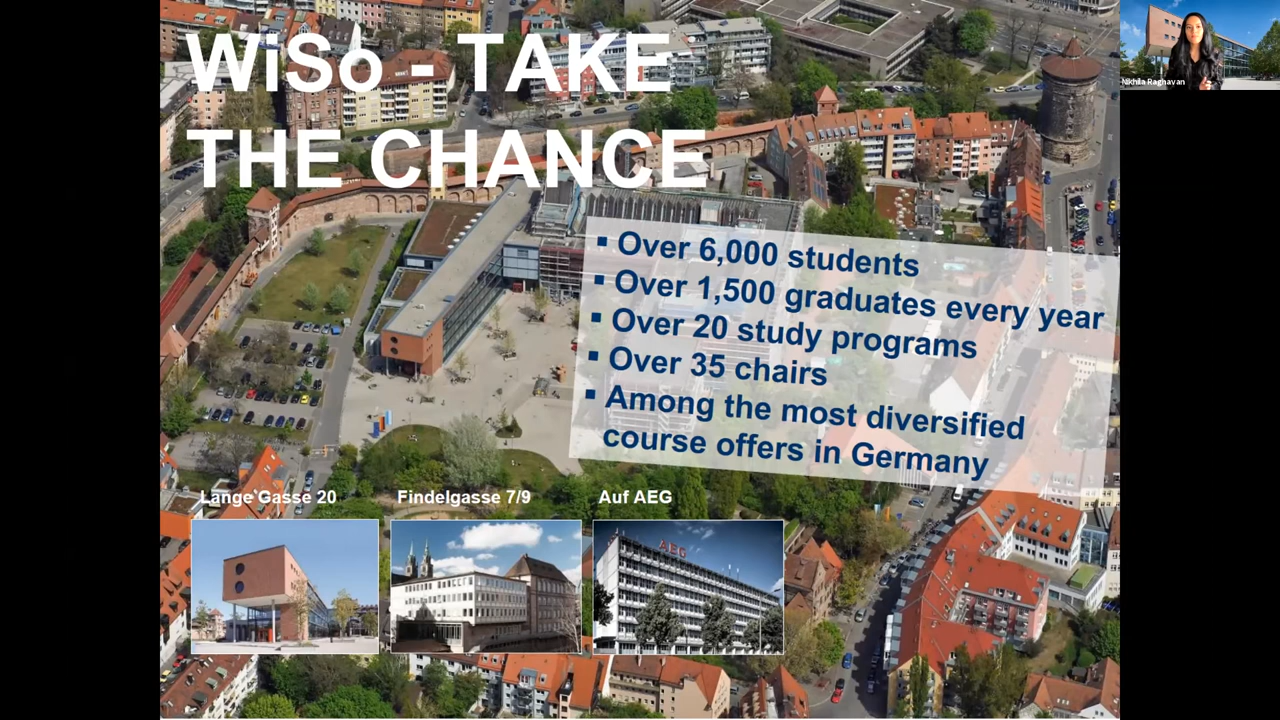 WiSo - TAKE
THE CHANCE
Nikhila Raghavan
▪ Over 6,000 students
▪ Over 1,500 graduates every year
▪ Over 20 study programs
▪ Over 35 chairs
▪ Among the most diversified
course offers in Germany
Lange Gasse 20
Findelgasse 7/9
Auf AEG
AEG